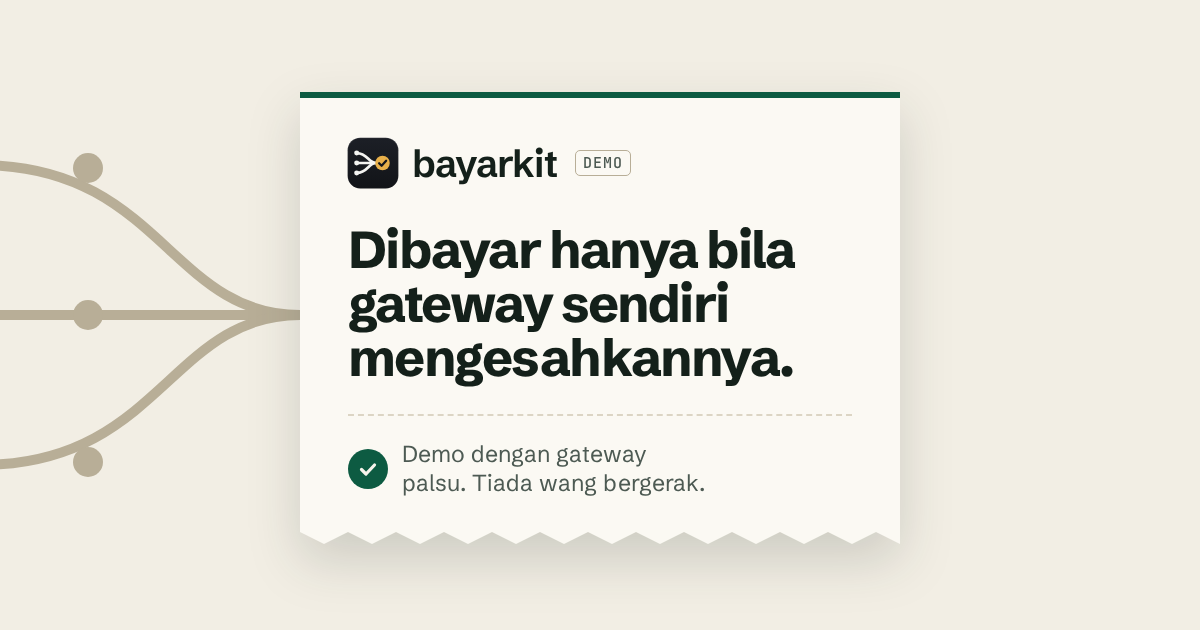 bayarkit DEMO
Dibayar hanya bila
gateway sendiri
mengesahkannya.
Demo dengan gateway
palsu. Tiada wang bergerak.